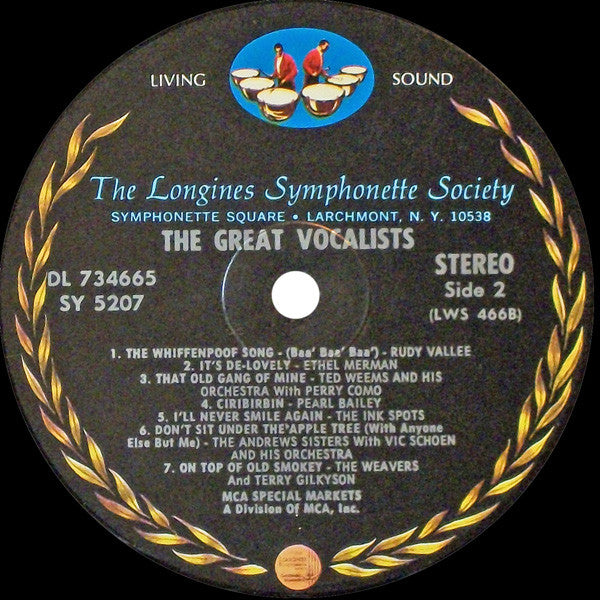 LIVING SOUND
The Longines Symphonette Society
SYMPHONETTE SQUARE • LARCHMONT, N. Y. 10538
THE GREAT VOCALISTS
DL 734665
SY 5207
STEREO
Side 2
(LWS 466B)
1. THE WHIFFENPOOF SONG - (Baa' Baa' Baa') - RUDY VALLEE
2. IT'S DE-LOVELY - ETHEL MERMAN
3. THAT OLD GANG OF MINE - TED WEEMS AND HIS
ORCHESTRA With PERRY COMO
4. CIRIBIRBIN - PEARL BAILEY
5. I'LL NEVER SMILE AGAIN - THE INK SPOTS
6. DON'T SIT UNDER THE APPLE TREE (With Anyone
Else But Me) - THE ANDREWS SISTERS With VIC SCHOEN
AND HIS ORCHESTRA
7. ON TOP OF OLD SMOKEY - THE WEAVERS
And TERRY GILKYSON
MCA SPECIAL MARKETS
A Division Of MCA, Inc.